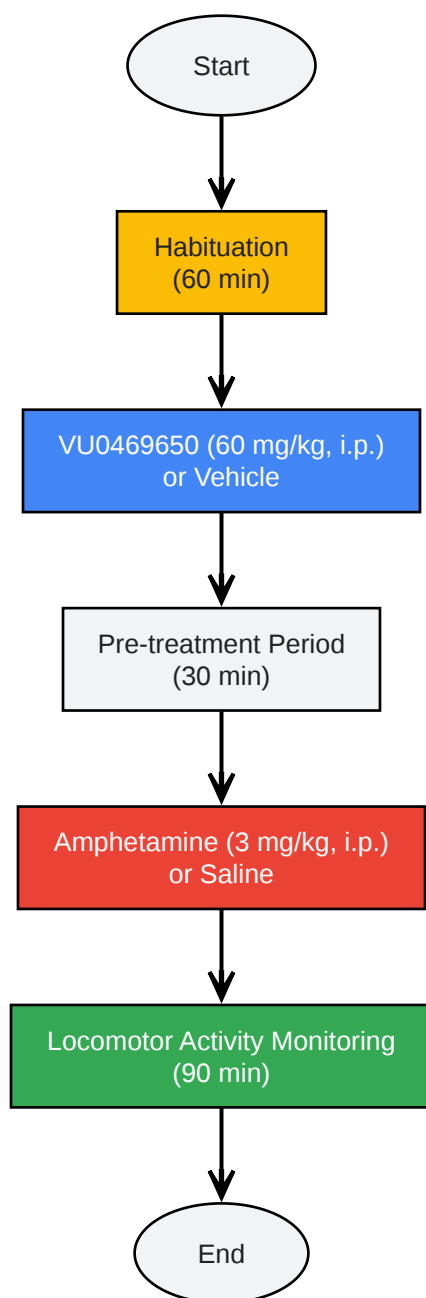 Start
Habituation
(60 min)
VU0469650 (60 mg/kg, i.p.)
or Vehicle
Pre-treatment Period
(30 min)
Amphetamine (3 mg/kg, i.p.)
or Saline
Locomotor Activity Monitoring
(90 min)
End